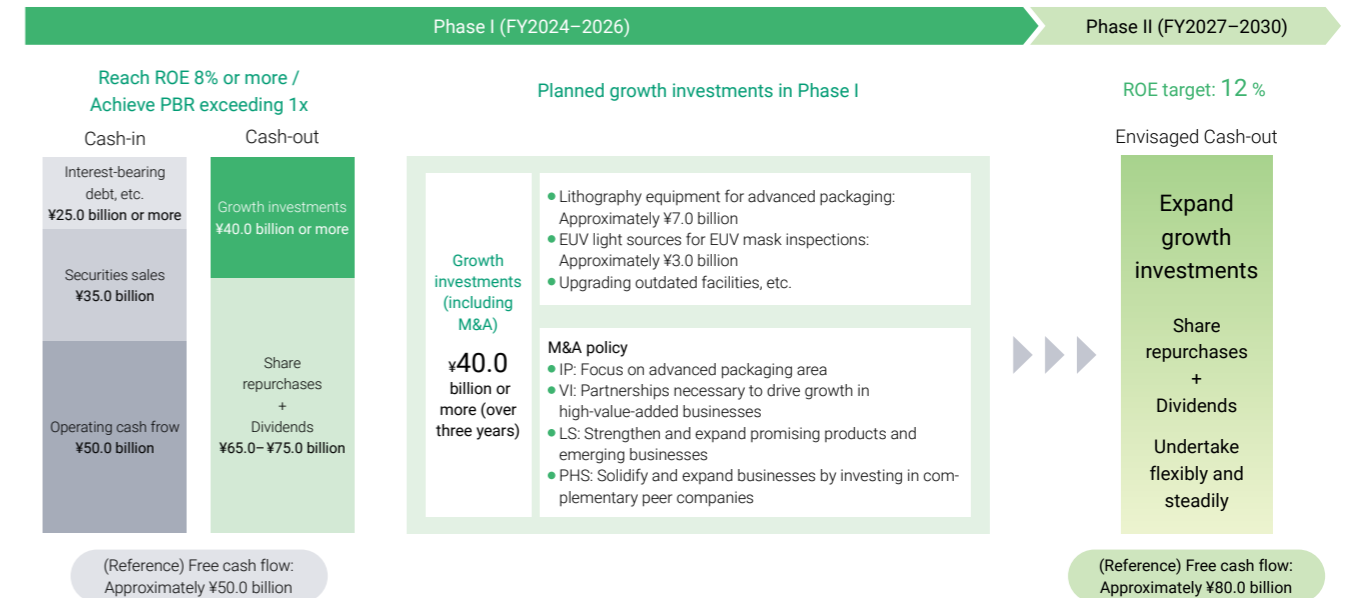 Phase I (FY2024–2026)
Phase II (FY2027–2030)
Reach ROE 8% or more /
Achieve PBR exceeding 1x
Cash-in
Interest-bearing
debt, etc.
¥25.0 billion or more
Securities sales
¥35.0 billion
Operating cash frow
¥50.0 billion
Cash-out
Growth investments
¥40.0 billion or more
Share
repurchases
+
Dividends
¥65.0–¥75.0 billion
(Reference) Free cash flow:
Approximately ¥50.0 billion
Planned growth investments in Phase I
Growth
investments
(including
M&A)
¥40.0
billion or
more (over
three years)
● Lithography equipment for advanced packaging:
Approximately ¥7.0 billion
● EUV light sources for EUV mask inspections:
Approximately ¥3.0 billion
● Upgrading outdated facilities, etc.
M&A policy
● IP: Focus on advanced packaging area
● VI: Partnerships necessary to drive growth in
high-value-added businesses
● LS: Strengthen and expand promising products and
emerging businesses
● PHS: Solidify and expand businesses by investing in com-
plementary peer companies
ROE target: 12 %
Envisaged Cash-out
Expand
growth
investments
Share
repurchases
+
Dividends
Undertake
flexibly and
steadily
(Reference) Free cash flow:
Approximately ¥80.0 billion